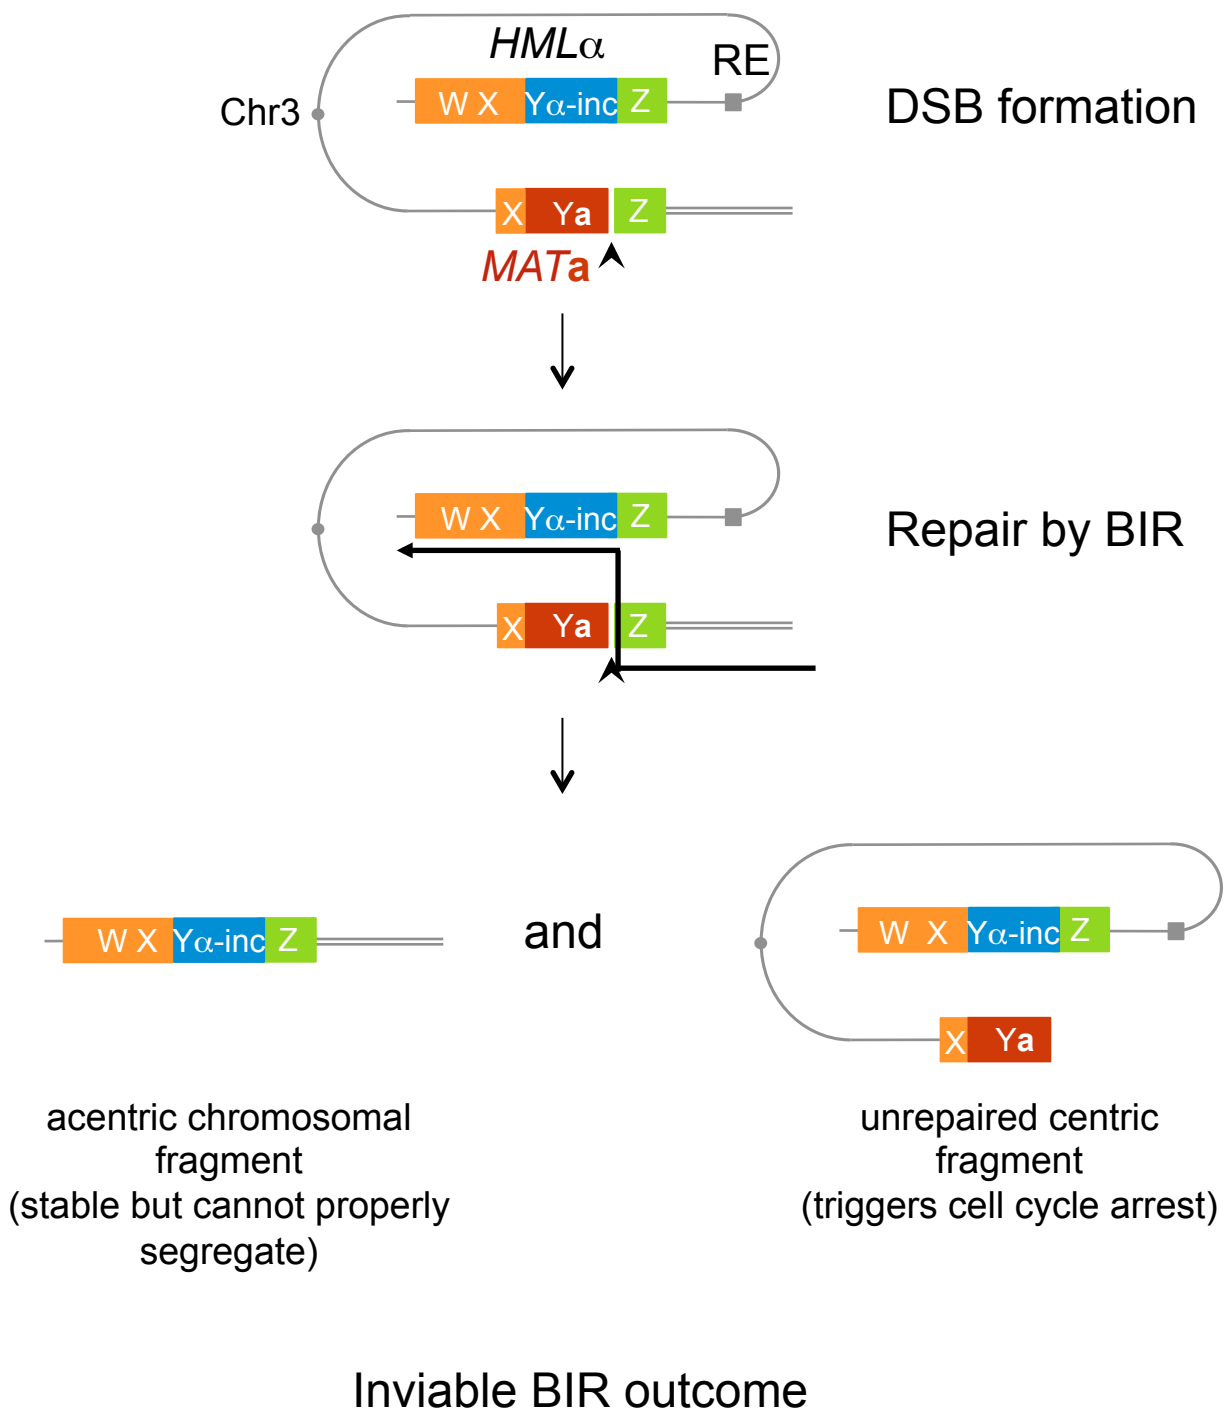 HMLα
RE
Chr3
W X Yα-inc Z
DSB formation
X Ya Z
MATa
W X Yα-inc Z
Repair by BIR
X Ya Z
W X Yα-inc Z
and
W X Yα-inc Z
X Ya
acentric chromosomal
fragment
(stable but cannot properly
segregate)
unrepaired centric
fragment
(triggers cell cycle arrest)
Inviable BIR outcome